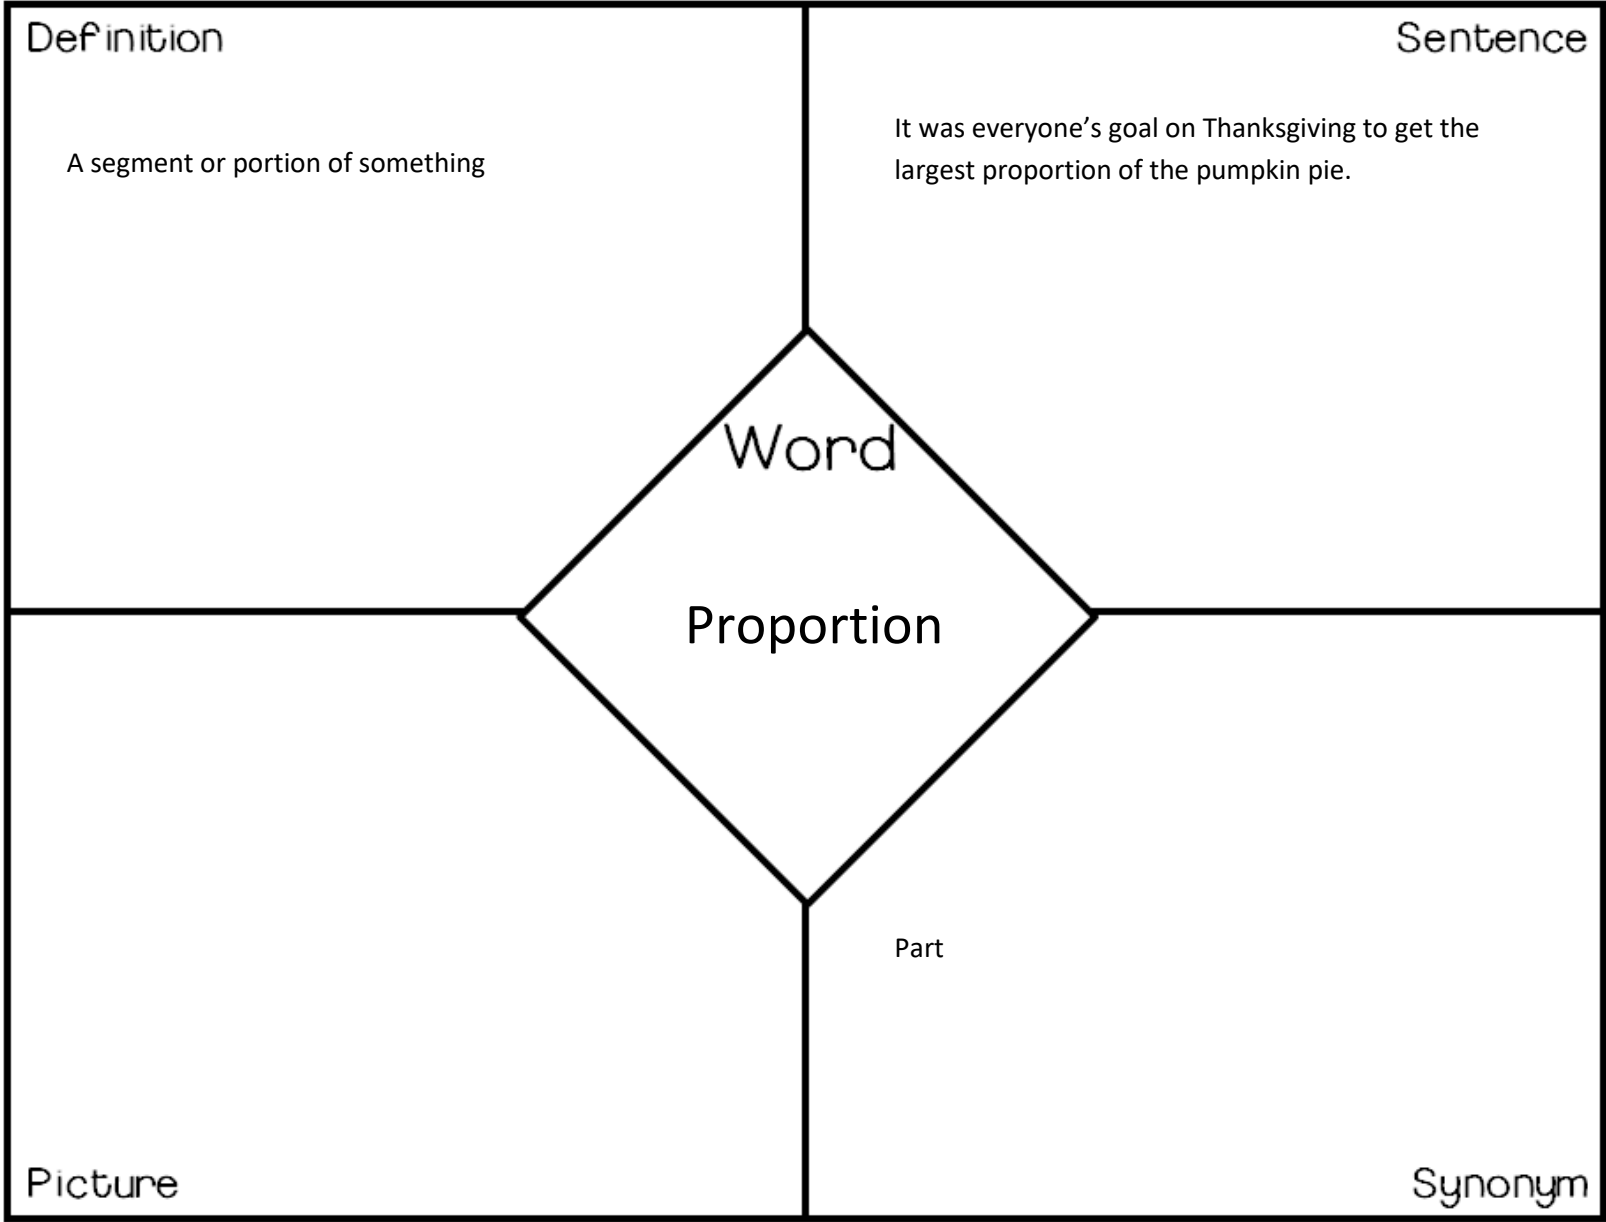 Definition
A segment or portion of something
Sentence
It was everyone’s goal on Thanksgiving to get the
largest proportion of the pumpkin pie.
Word
Proportion
Picture
Part
Synonym